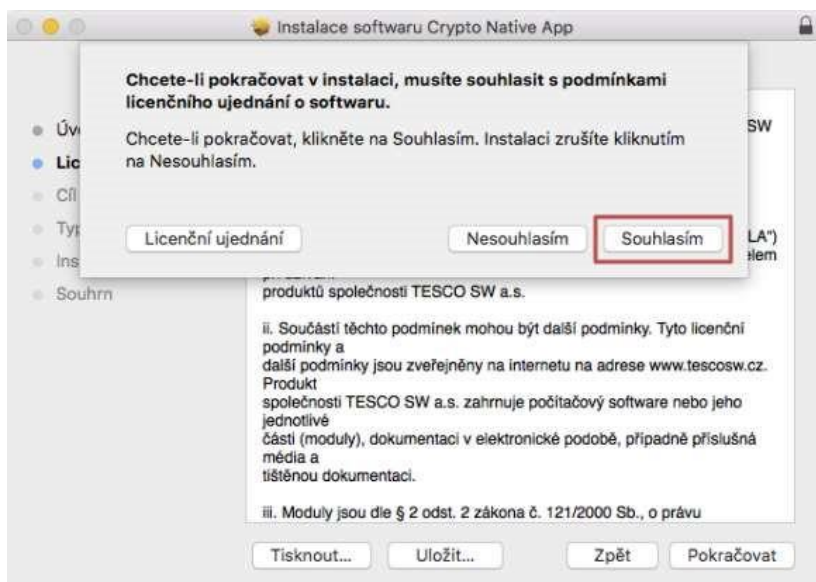 Instalace softwaru Crypto Native App
Chcete-li pokračovat v instaci, musíte souhlasit s podmínkami
licenčního ujednání o softwaru.
Chcete-li pokračovat, klikněte na Souhlasím. Instalaci zrušíte kliknutím
na Nesouhlasím.
Licenční ujednání
Nesouhlasím
Souhlasím
Lic
Cíl
Souhrn
SW
LA")
produktů společnosti TESCO SW a.s.
ii. Součástí těchto podmínek mohou být další podmínky. Tyto licenční
podmínky a
další podmínky jsou zveřejněny na internetu na adrese www.tescosw.cz.
Produkt
společnosti TESCO SW a.s. zahrnuje počítačový software nebo jeho
jednotlivé
části (moduly), dokumentaci v elektronické podobě, případně příslušná
média a
tištěnou dokumentaci.
iii. Moduly jsou dle § 2 odst. 2 zákona č. 121/2000 Sb., o právu
Tisknout...
Uložit...
Zpět
Pokračovat